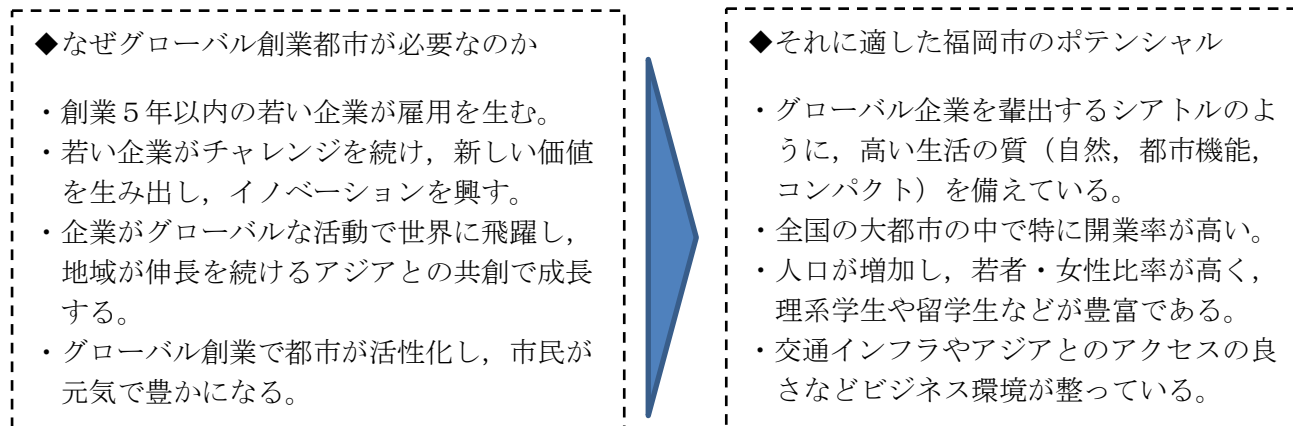 ◆なぜグローバル創業都市が必要なのか
・創業５年以内の若い企業が雇用を生む。
・若い企業がチャレンジを続け，新しい価値
を生み出し，イノベーションを興す。
・企業がグローバルな活動で世界に飛躍し，
地域が伸長を続けるアジアとの共創で成長
する。
・グローバル創業で都市が活性化し，市民が
元気で豊かになる。
◆それに適した福岡市のポテンシャル
・グローバル企業を輩出するシアトルのよ
うに，高い生活の質（自然，都市機能，
コンパクト）を備えている。
・全国の大都市の中で特に開業率が高い。
・人口が増加し，若者・女性比率が高く，
理系学生や留学生などが豊富である。
・交通インフラやアジアとのアクセスの良
さなどビジネス環境が整っている。